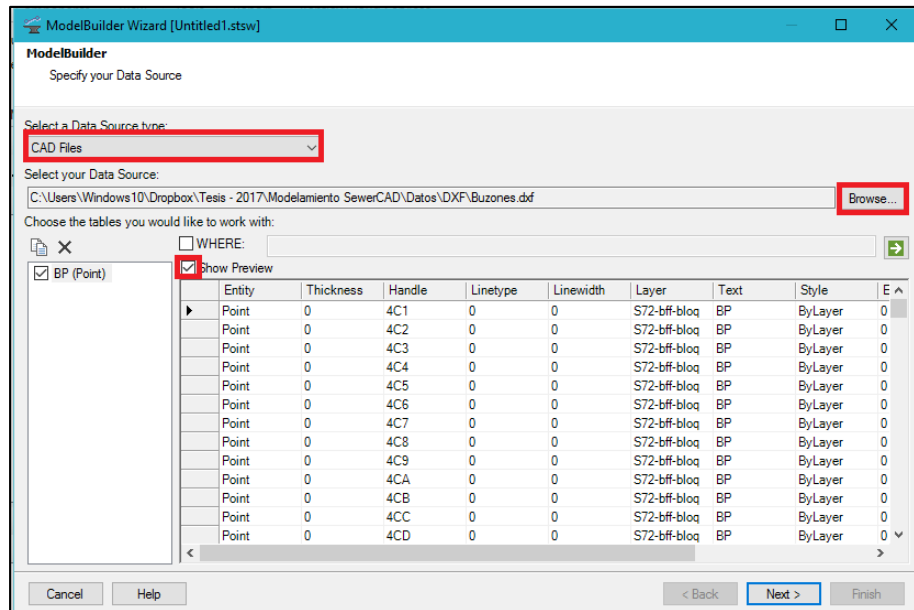 ModelBuilder Wizard [Untitled1.stsw]
ModelBuilder
Specify your Data Source
Select a Data Source type:
CAD Files
Select your Data Source:
C:\Users\Windows10\Dropbox\Tesis - 2017\Modelamiento SewerCAD\Datos\DXF\Buzones.dxf Browse...
Choose the tables you would like to work with:
WHERE:
BP (Point) Show Preview
Entity Thickness Handle Linetype Linewidth Layer Text Style E
Point 0 4C1 0 0 S72-bff-bloq BP ByLayer 0
Point 0 4C2 0 0 S72-bff-bloq BP ByLayer 0
Point 0 4C3 0 0 S72-bff-bloq BP ByLayer 0
Point 0 4C4 0 0 S72-bff-bloq BP ByLayer 0
Point 0 4C5 0 0 S72-bff-bloq BP ByLayer 0
Point 0 4C6 0 0 S72-bff-bloq BP ByLayer 0
Point 0 4C7 0 0 S72-bff-bloq BP ByLayer 0
Point 0 4C8 0 0 S72-bff-bloq BP ByLayer 0
Point 0 4C9 0 0 S72-bff-bloq BP ByLayer 0
Point 0 4CA 0 0 S72-bff-bloq BP ByLayer 0
Point 0 4CB 0 0 S72-bff-bloq BP ByLayer 0
Point 0 4CC 0 0 S72-bff-bloq BP ByLayer 0
Point 0 4CD 0 0 S72-bff-bloq BP ByLayer 0
Cancel Help < Back Next > Finish